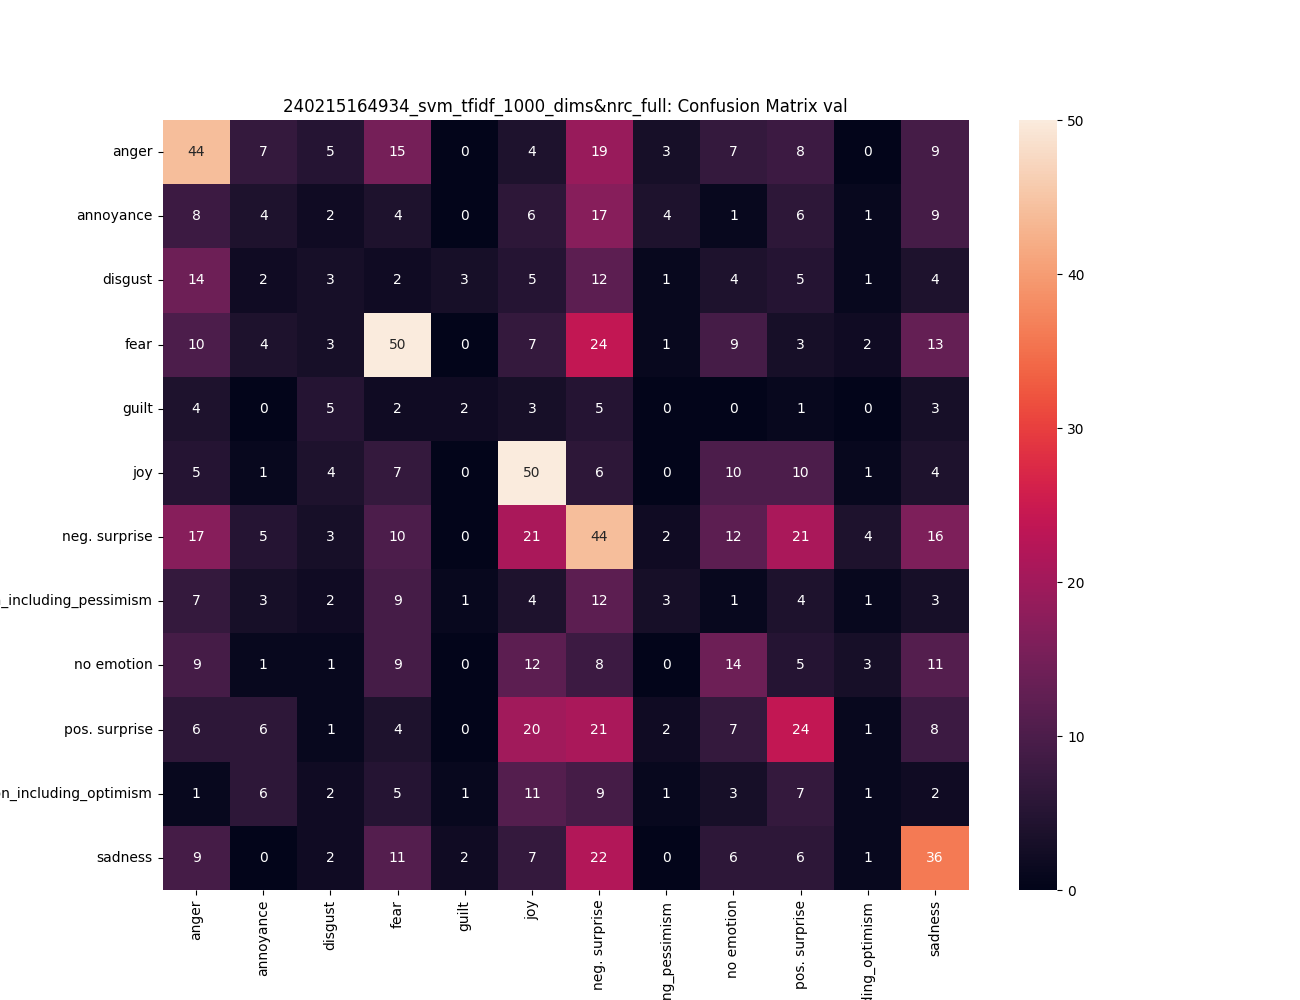 240215164934_svm_tfidf_1000_dims&nrc_full: Confusion Matrix val
anger 44 7 5 15 0 4 19 3 7 8 0 9
annoyance 8 4 2 4 0 6 17 4 1 6 1 9
disgust 14 2 3 2 3 5 12 1 4 5 1 4
fear 10 4 3 50 0 7 24 1 9 3 2 13
guilt 4 0 5 2 2 3 5 0 0 1 0 3
joy 5 1 4 7 0 50 6 0 10 10 1 4
neg. surprise 17 5 3 10 0 21 44 2 12 21 4 16
_including_pessimism 7 3 2 9 1 4 12 3 1 4 1 3
no emotion 9 1 1 9 0 12 8 0 14 5 3 11
pos. surprise 6 6 1 4 0 20 21 2 7 24 1 8
n_including_optimism 1 6 2 5 1 11 9 1 3 7 1 2
sadness 9 0 2 11 2 7 22 0 6 6 1 36
anger
annoyance
disgust
fear
guilt
joy
neg. surprise
ng_pessimism
no emotion
pos. surprise
ding_optimism
sadness
50
40
30
20
10
0